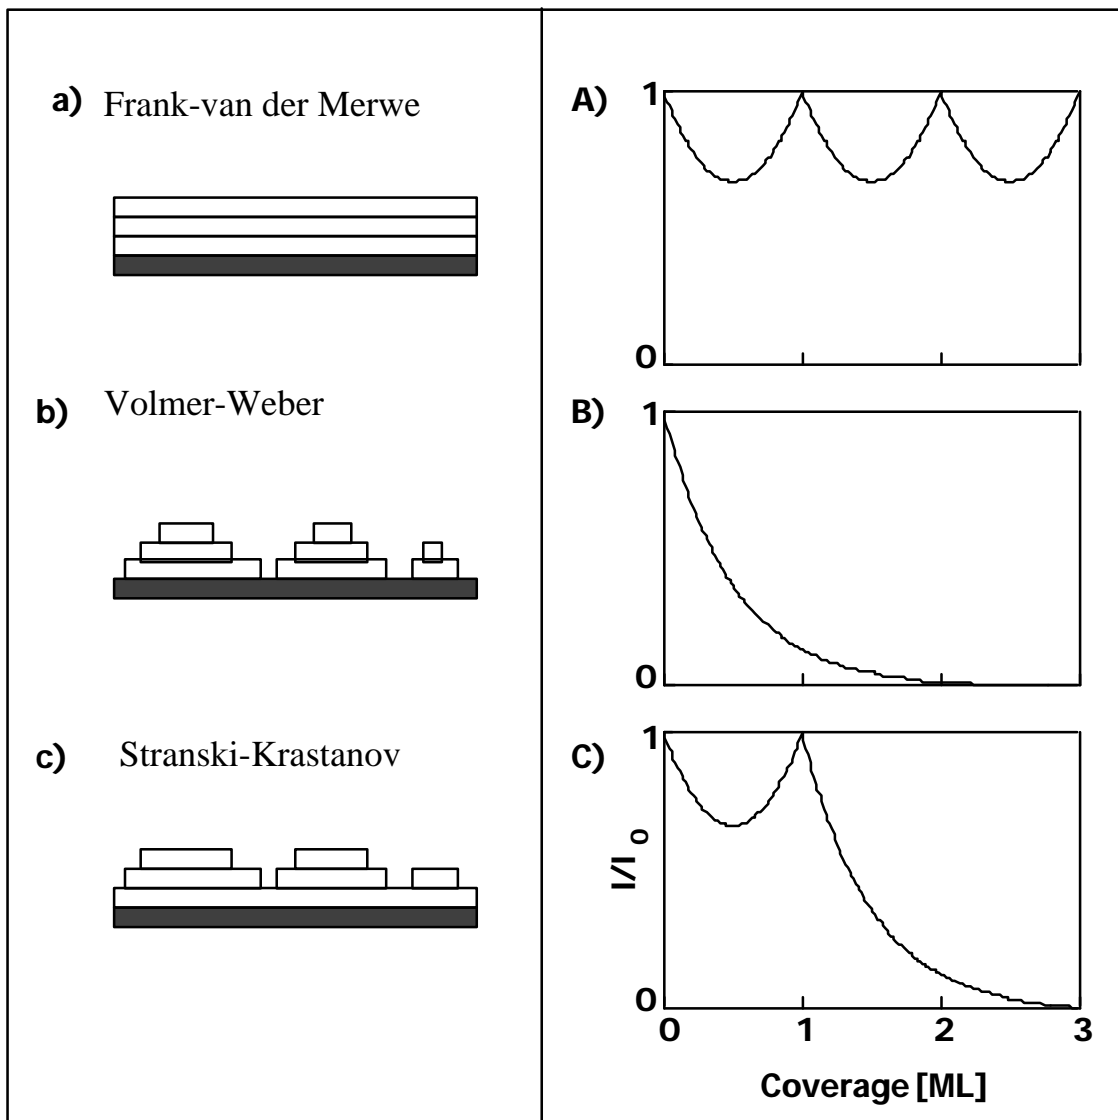 a) Frank-van der Merwe
b) Volmer-Weber
c) Stranski-Krastanov
A)
1
0
B)
1
0
C)
1
0
I/I0
0 1 2 3
Coverage [ML]